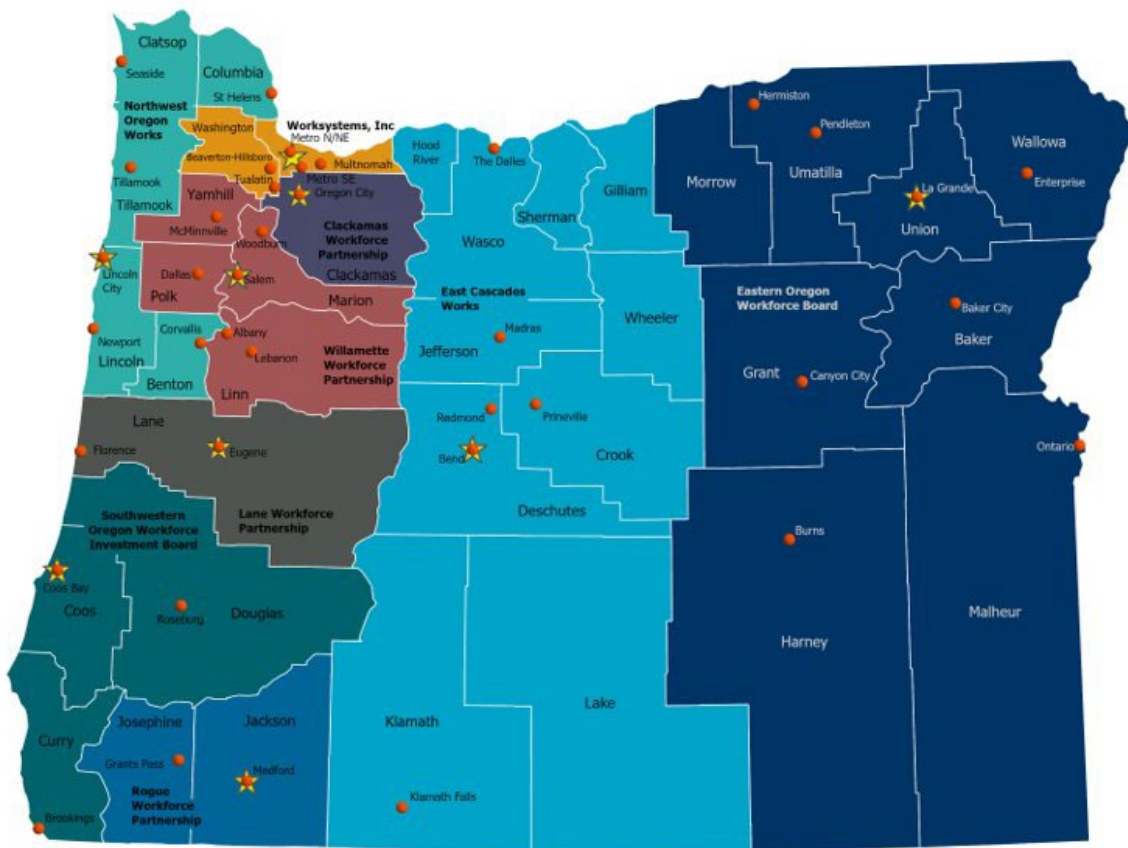 Clatsop
Seaside
Columbia
St Helens
Northwest
Oregon
Works
Washington
Worksystems, Inc
Metro N/NE
Beaverton-Hillsboro
Multnomah
Tualatin
Metro SE
Oregon City
Tillamook
Tillamook
Yamhill
McMinnville
Woodburn
Clackamas
Workforce
Partnership
Clackamas
Lincoln
City
Dallas
Salem
Polk
Marion
Newport
Lincoln
Corvallis
Albany
Lebanon
Benton
Linn
Willamette
Workforce
Partnership
Lane
Florence
Eugene
Lane Workforce
Partnership
Southwestern
Oregon Workforce
Investment Board
Coos Bay
Coos
Roseburg
Douglas
Curry
Brookings
Josephine
Grants Pass
Rogue
Workforce
Partnership
Jackson
Medford
Hood
River
The Dalles
Sherman
Gilliam
Wasco
East Cascades
Works
Wheeler
Madras
Jefferson
Redmond
Prineville
Bend
Crook
Deschutes
Klamath
Klamath Falls
Lake
Hermiston
Pendleton
Morrow
Umatilla
Wallowa
Enterprise
La Grande
Union
Eastern Oregon
Workforce Board
Baker City
Baker
Grant
Canyon City
Ontario
Burns
Harney
Malheur